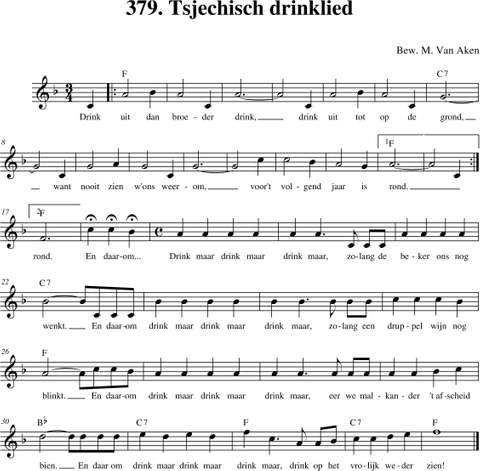 379. Tsjechisch drinklied
Bew. M. Van Aken
F C7
Drink uit dan broe - der drink, uit drink uit tot op de grond,
8 1.F
want nooit zien w'ons weer - om, voor't vol - gend jaar is rond.
17 2.F
rond. En daar-om... Drink maar drink maar drink maar, zo-lang de be - ker ons nog
22 C7
wenkt. En daar-om drink maar drink maar drink maar, zo-lang een drup-pel wijn nog
26 F
blinkt. En daar-om drink maar drink maar drink maar, eer we mal - kan - der 't af-scheid
30 Bb C7 F C7 F
bien. En daar om drink maar drink maar drink maar, drink op het vro-lijk we-der zien!